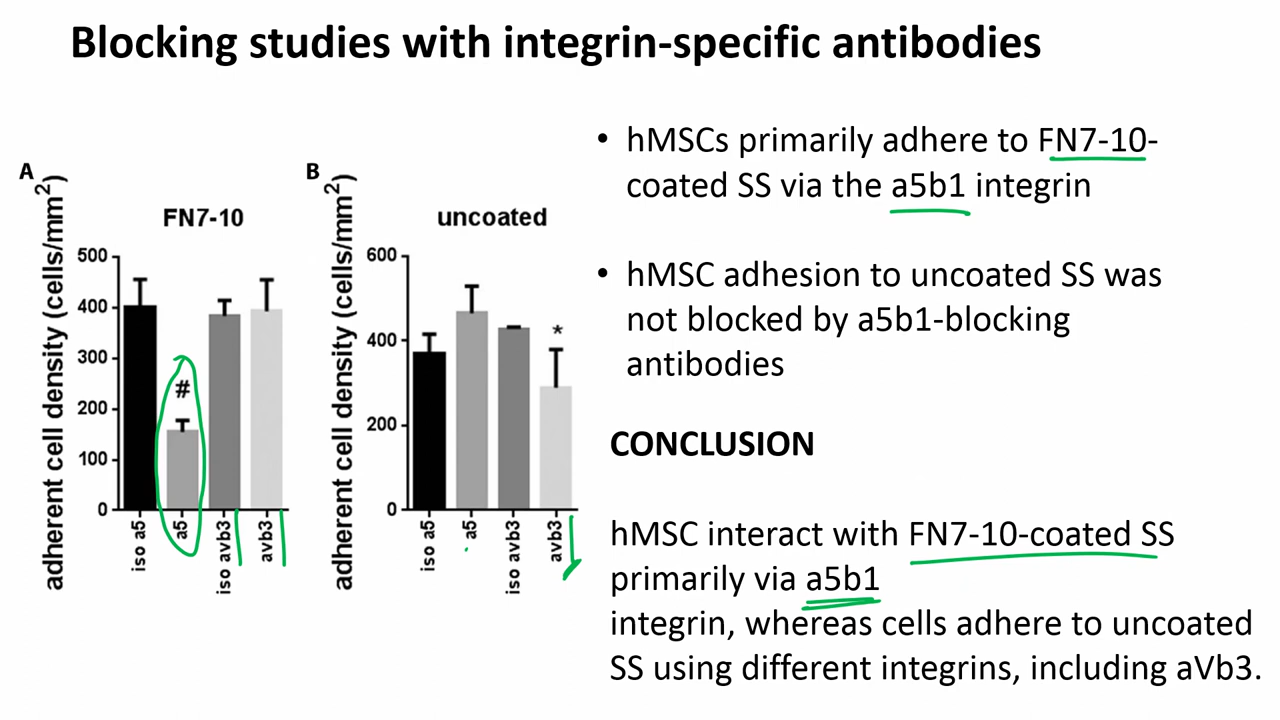 Blocking studies with integrin-specific antibodies
A
FN7-10
adherent cell density (cells/mm²)
500
400
300
200
100
0
#
iso a5
a5
iso avb3
avb3
B
uncoated
adherent cell density (cells/mm²)
600
400
200
0
*
iso a5
a5
iso avb3
avb3
• hMSCs primarily adhere to FN7-10-
coated SS via the a5b1 integrin
• hMSC adhesion to uncoated SS was
not blocked by a5b1-blocking
antibodies
CONCLUSION
hMSC interact with FN7-10-coated SS
primarily via a5b1
integrin, whereas cells adhere to uncoated
SS using different integrins, including aVb3.